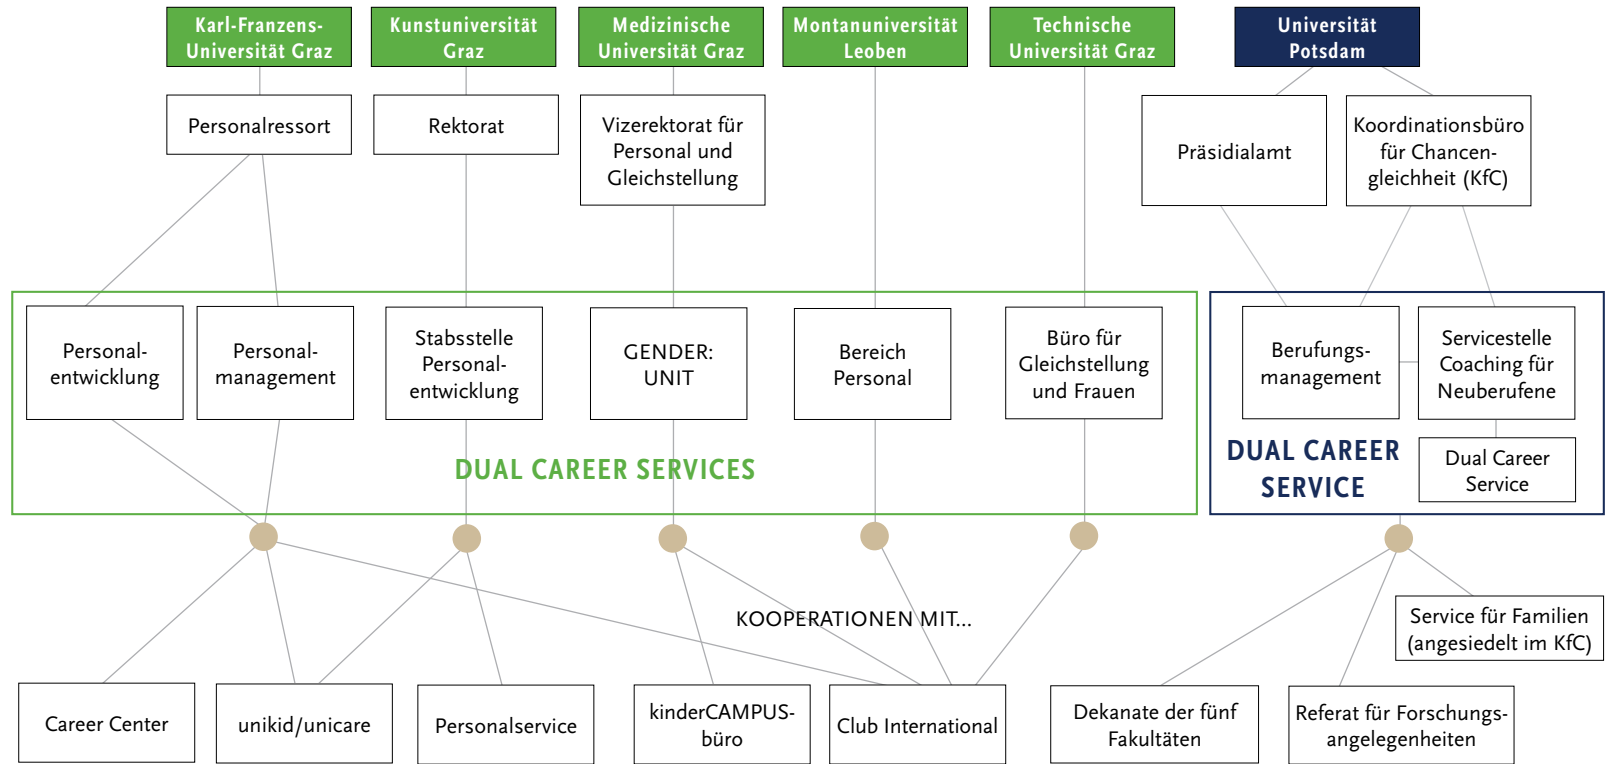 Karl-Franzens-
Universität Graz
Kunstuniversität
Graz
Medizinische
Universität Graz
Montanuniversität
Leoben
Technische
Universität Graz
Universität
Potsdam
Personalressort
Rektorat
Vizerektorat für
Personal und
Gleichstellung
Präsidialamt
Koordinationsbüro
für Chancen-
gleichheit (KfC)
Personal-
entwicklung
Personal-
management
Stabsstelle
Personal-
entwicklung
GENDER:
UNIT
Bereich
Personal
Büro für
Gleichstellung
und Frauen
Berufungs-
management
Servicestelle
Coaching für
Neuberufene
DUAL CAREER SERVICES
DUAL CAREER
SERVICE
Dual Career
Service
KOOPERATIONEN MIT...
Service für Familien
(angesiedelt im KfC)
Career Center
unikid/unicare
Personalservice
kinderCAMPUS-
büro
Club International
Dekanate der fünf
Fakultäten
Referat für Forschungs-
angelegenheiten